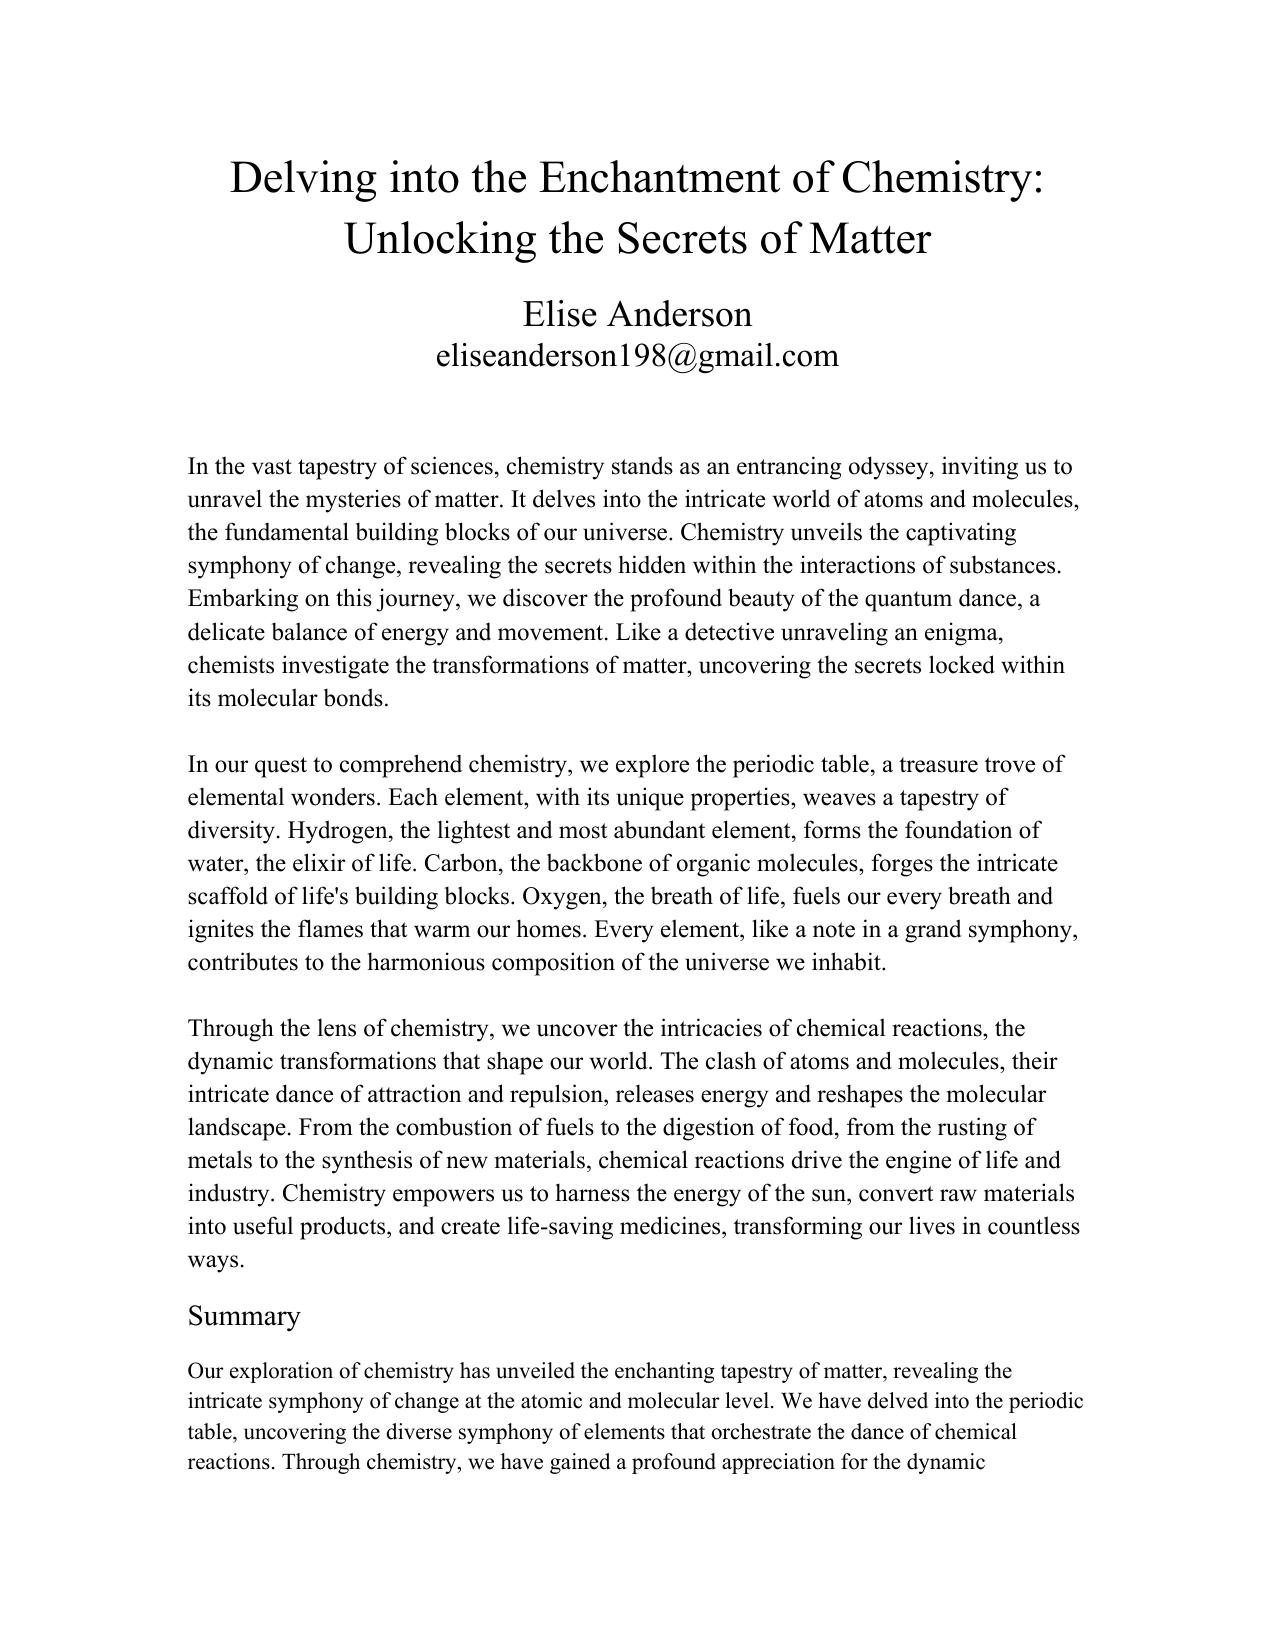 Delving into the Enchantment of Chemistry:
Unlocking the Secrets of Matter
Elise Anderson
eliseanderson198@gmail.com
In the vast tapestry of sciences, chemistry stands as an entrancing odyssey, inviting us to
unravel the mysteries of matter. It delves into the intricate world of atoms and molecules,
the fundamental building blocks of our universe. Chemistry unveils the captivating
symphony of change, revealing the secrets hidden within the interactions of substances.
Embarking on this journey, we discover the profound beauty of the quantum dance, a
delicate balance of energy and movement. Like a detective unraveling an enigma,
chemists investigate the transformations of matter, uncovering the secrets locked within
its molecular bonds.
In our quest to comprehend chemistry, we explore the periodic table, a treasure trove of
elemental wonders. Each element, with its unique properties, weaves a tapestry of
diversity. Hydrogen, the lightest and most abundant element, forms the foundation of
water, the elixir of life. Carbon, the backbone of organic molecules, forges the intricate
scaffold of life's building blocks. Oxygen, the breath of life, fuels our every breath and
ignites the flames that warm our homes. Every element, like a note in a grand symphony,
contributes to the harmonious composition of the universe we inhabit.
Through the lens of chemistry, we uncover the intricacies of chemical reactions, the
dynamic transformations that shape our world. The clash of atoms and molecules, their
intricate dance of attraction and repulsion, releases energy and reshapes the molecular
landscape. From the combustion of fuels to the digestion of food, from the rusting of
metals to the synthesis of new materials, chemical reactions drive the engine of life and
industry. Chemistry empowers us to harness the energy of the sun, convert raw materials
into useful products, and create life-saving medicines, transforming our lives in countless
ways.
Summary
Our exploration of chemistry has unveiled the enchanting tapestry of matter, revealing the
intricate symphony of change at the atomic and molecular level. We have delved into the periodic
table, uncovering the diverse symphony of elements that orchestrate the dance of chemical
reactions. Through chemistry, we have gained a profound appreciation for the dynamic